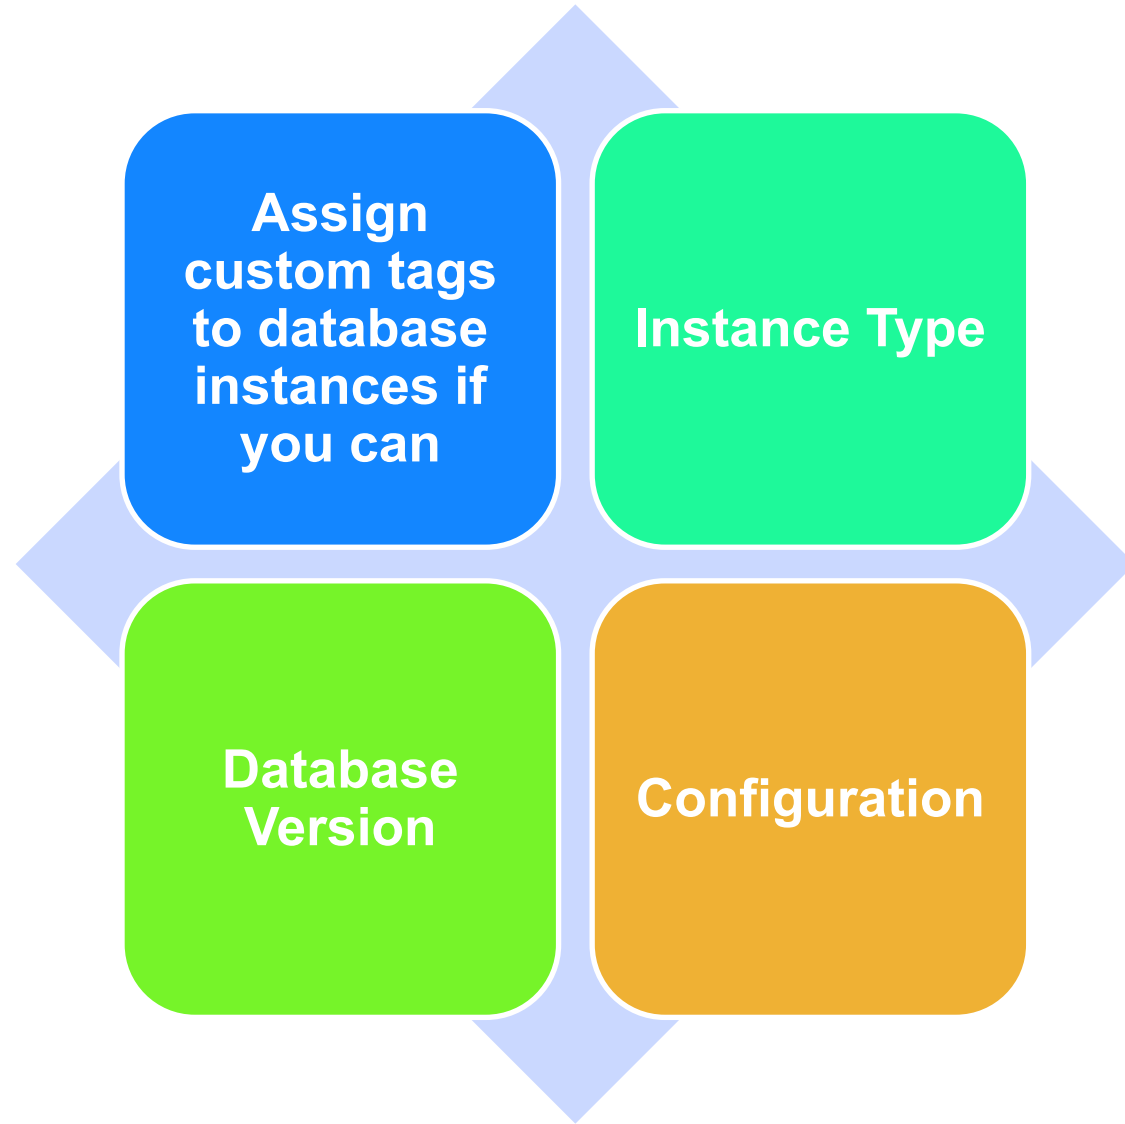 Assign
custom tags
to database
instances if
you can
Instance Type
Database
Version
Configuration